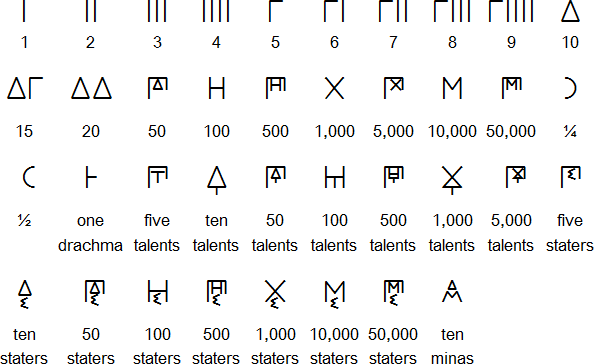 Ι ΙΙ ΙΙΙ ΙΙΙΙ Γ ΓΙ ΓΙΙ ΓΙΙΙ ΓΙΙΙΙ Δ
1 2 3 4 5 6 7 8 9 10
ΔΓ ΔΔ 𐅄 Η 𐅅 Χ 𐅆 Μ 𐅇 𐅀
15 20 50 100 500 1,000 5,000 10,000 50,000 ¼
𐅁 𐅂 𐅈 𐅉 𐅊 𐅋 𐅌 𐅍 𐅎 𐅏
½ one five ten 50 100 500 1,000 5,000 five
drachma talents talents talents talents talents talents talents staters
𐅐 𐅑 𐅒 𐅓 𐅔 𐅕 𐅖 𐅗
ten 50 100 500 1,000 10,000 50,000 ten
staters staters staters staters staters staters staters minas